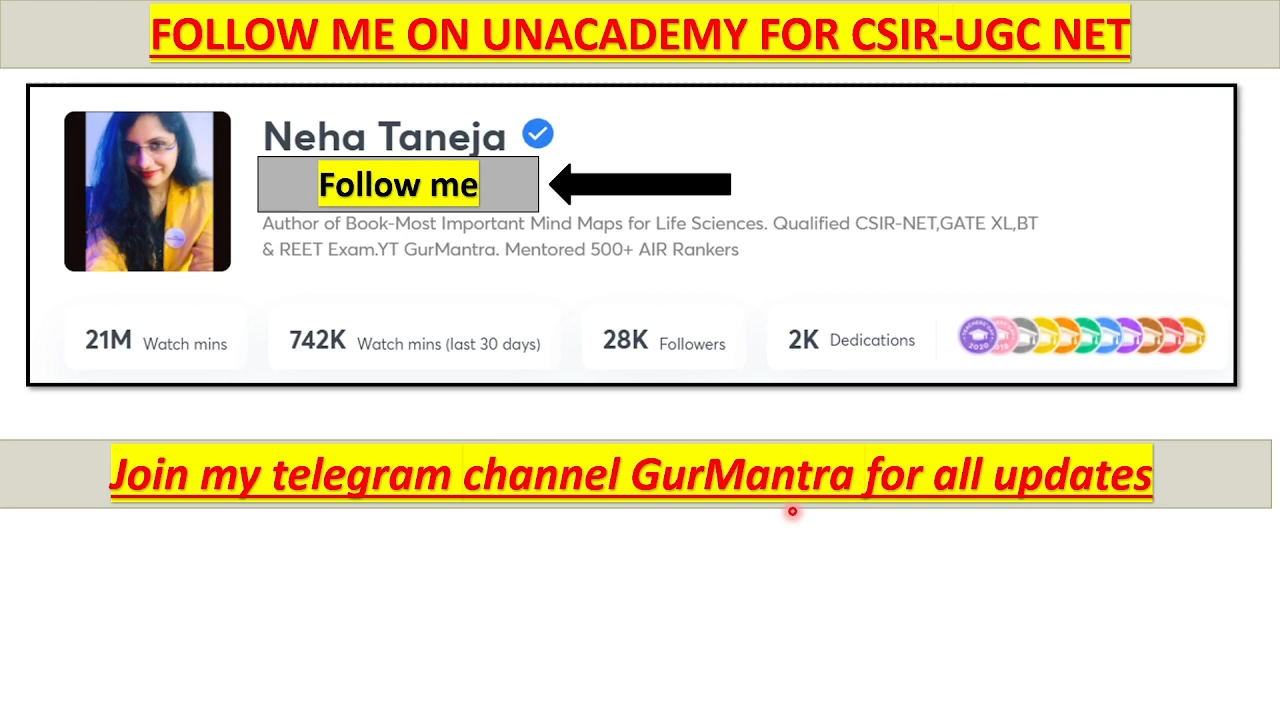 FOLLOW ME ON UNACADEMY FOR CSIR-UGC NET
Neha Taneja
Follow me
Author of Book-Most Important Mind Maps for Life Sciences. Qualified CSIR-NET,GATE XL,BT
& REET Exam.YT GurMantra. Mentored 500+ AIR Rankers
21M Watch mins 742K Watch mins (last 30 days) 28K Followers 2K Dedications
Join my telegram channel GurMantra for all updates